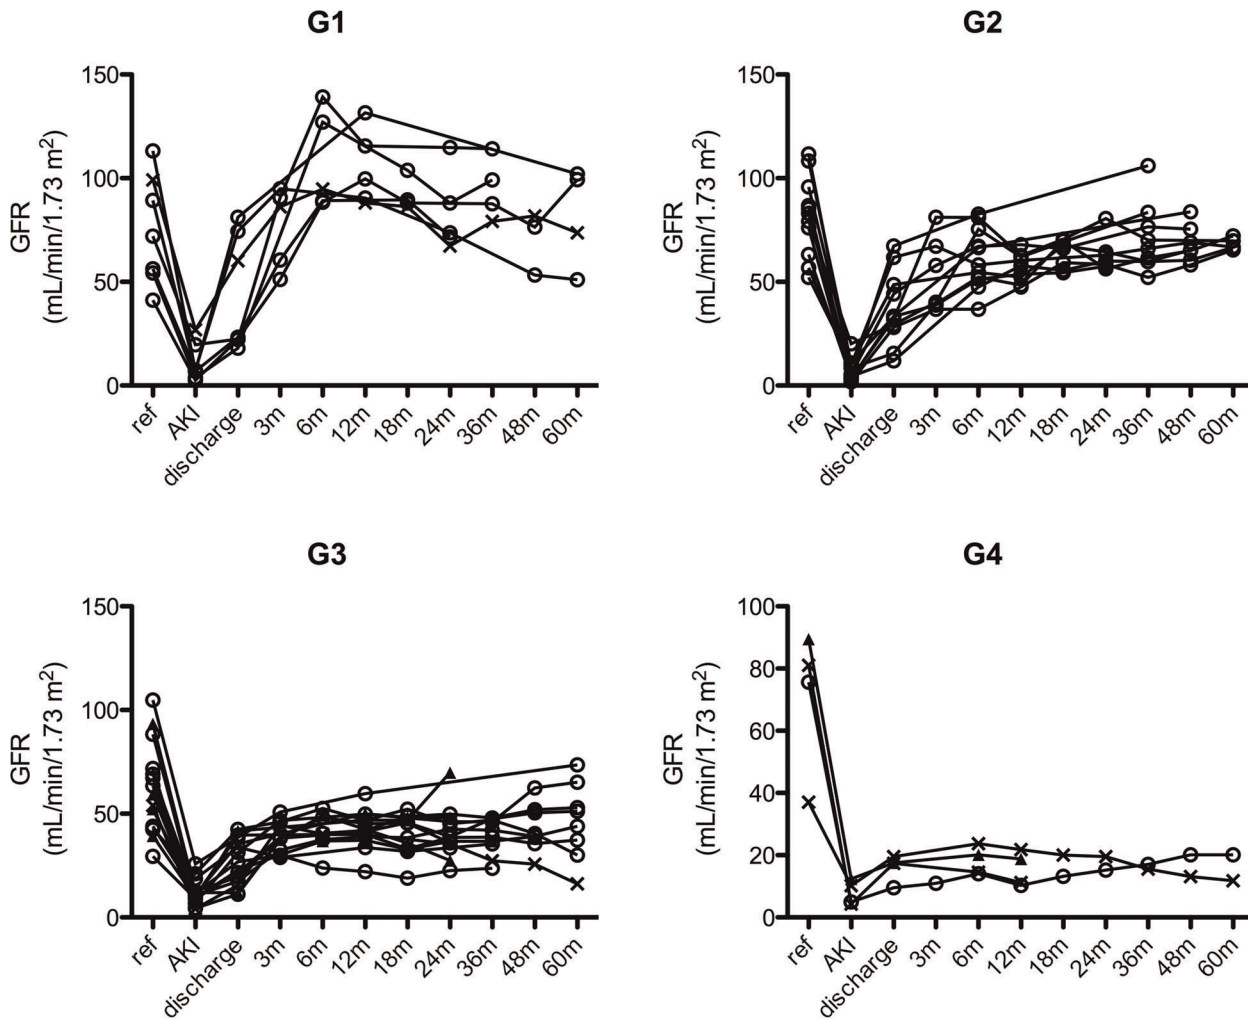 G1
150
100
50
0
GFR
(mL/min/1.73 m²)
ref
AKI
discharge
3m
6m
12m
18m
24m
36m
48m
60m
G2
150
100
50
0
GFR
(mL/min/1.73 m²)
ref
AKI
discharge
3m
6m
12m
18m
24m
36m
48m
60m
G3
150
100
50
0
GFR
(mL/min/1.73 m²)
ref
AKI
discharge
3m
6m
12m
18m
24m
36m
48m
60m
G4
100
80
60
40
20
0
GFR
(mL/min/1.73 m²)
ref
AKI
discharge
3m
6m
12m
18m
24m
36m
48m
60m